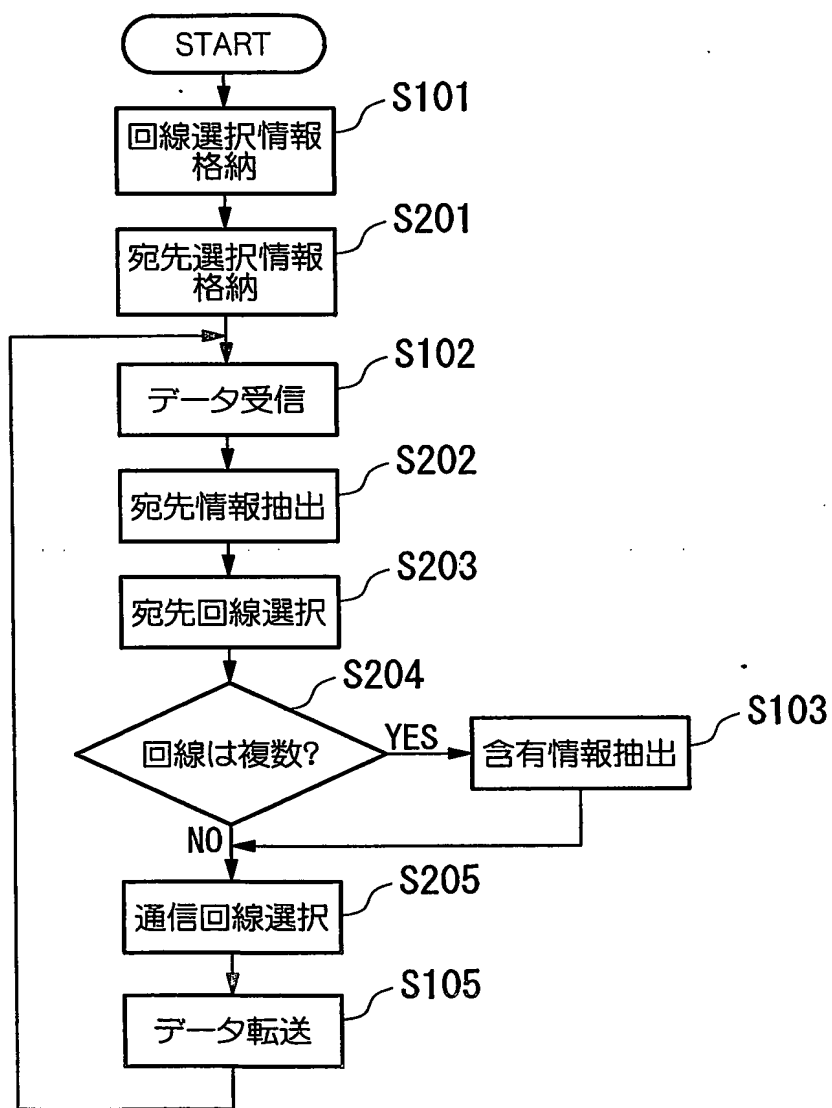 START
S101
回線選択情報
格納
S201
宛先選択情報
格納
S102
データ受信
S202
宛先情報抽出
S203
宛先回線選択
S204
回線は複数?
YES
S103
含有情報抽出
NO
S205
通信回線選択
S105
データ転送